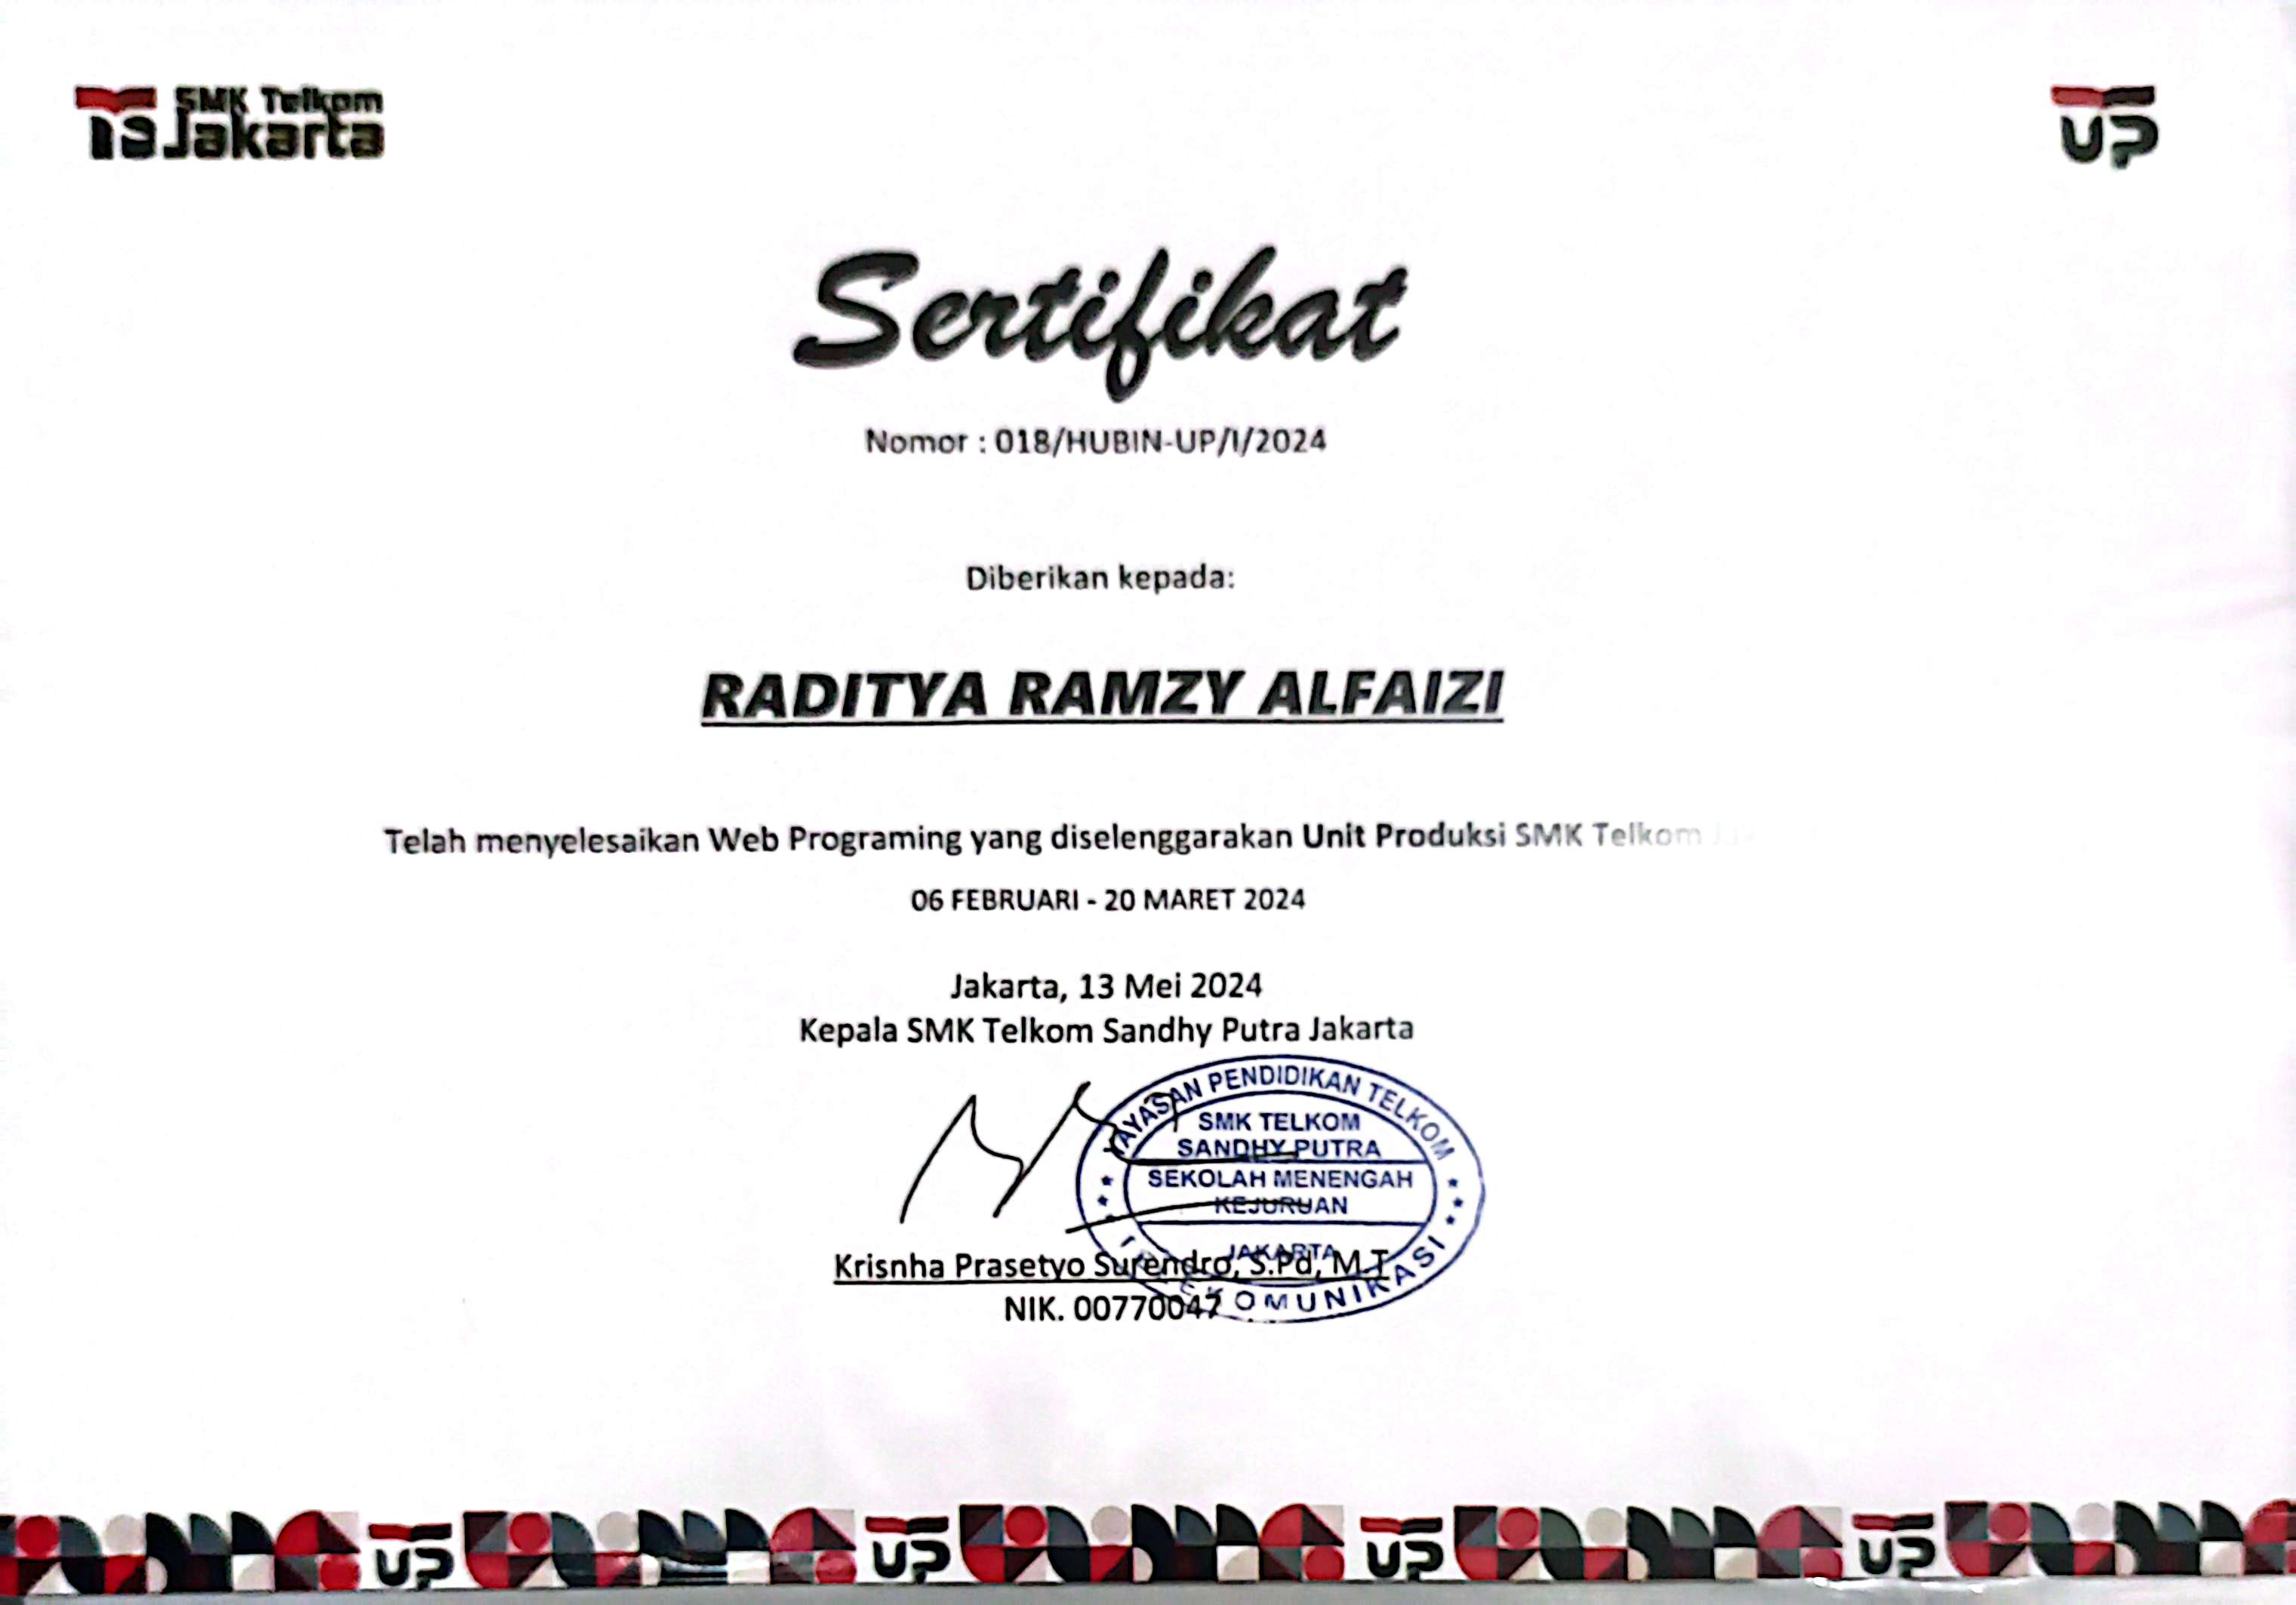 SMK Telkom
Jakarta
UP
Sertifikat
Nomor : 018/HUBIN-UP/I/2024
Diberikan kepada:
RADITYA RAMZY ALFAIZI
Telah menyelesaikan Web Programing yang diselenggarakan Unit Produksi SMK Telkom
06 FEBRUARI - 20 MARET 2024
Jakarta, 13 Mei 2024
Kepala SMK Telkom Sandhy Putra Jakarta
YAYASAN PENDIDIKAN TELKOM
SMK TELKOM
SANDHY PUTRA
SEKOLAH MENENGAH
KEJURUAN
JAKARTA
Krisnha Prasetyo Surendro, S.Pd, M.T
NIK. 00770047
UP UP UP UP